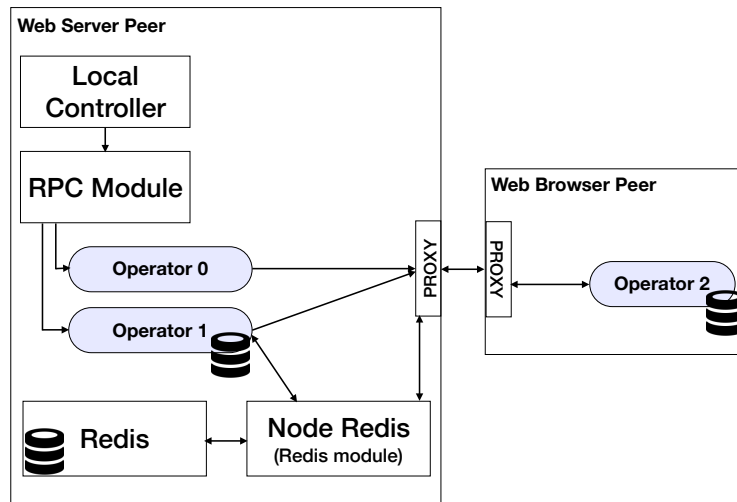 Web Server Peer
Local
Controller
RPC Module
Operator 0
Operator 1
Redis
Node Redis
(Redis module)
PROXY
Web Browser Peer
PROXY
Operator 2